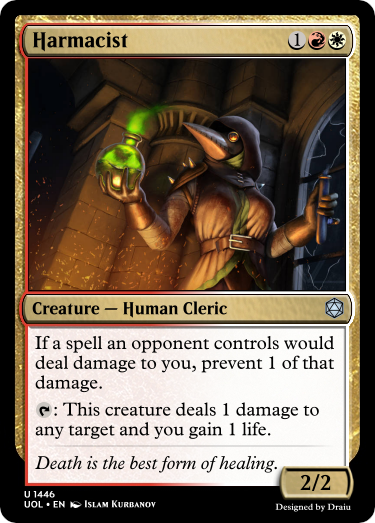 Harmacist 1
Creature — Human Cleric
If a spell an opponent controls would
deal damage to you, prevent 1 of that
damage.
: This creature deals 1 damage to
any target and you gain 1 life.
Death is the best form of healing.
2/2
U 1446
UOL • EN Islam Kurbanov
Designed by Draiu